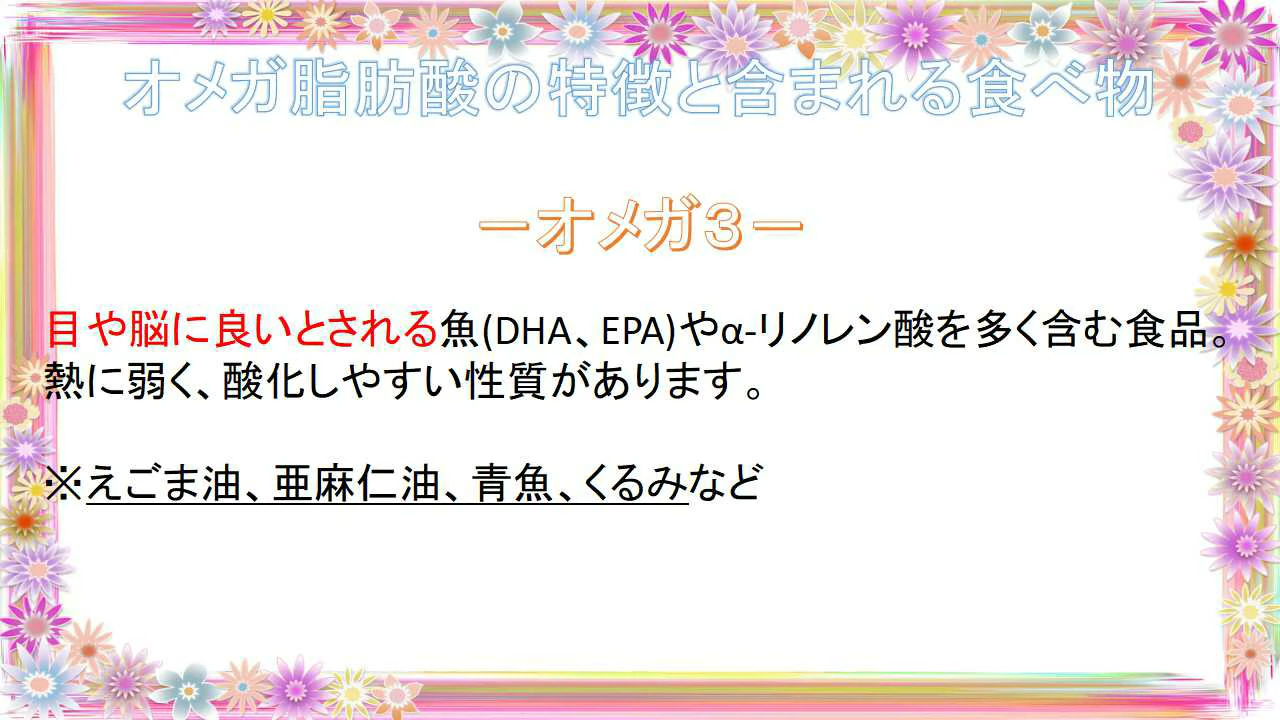 オメガ脂肪酸の特徴と含まれる食べ物
－オメガ３－
目や脳に良いとされる魚(DHA、EPA)やα-リノレン酸を多く含む食品。
熱に弱く、酸化しやすい性質があります。
※えごま油、亜麻仁油、青魚、くるみなど